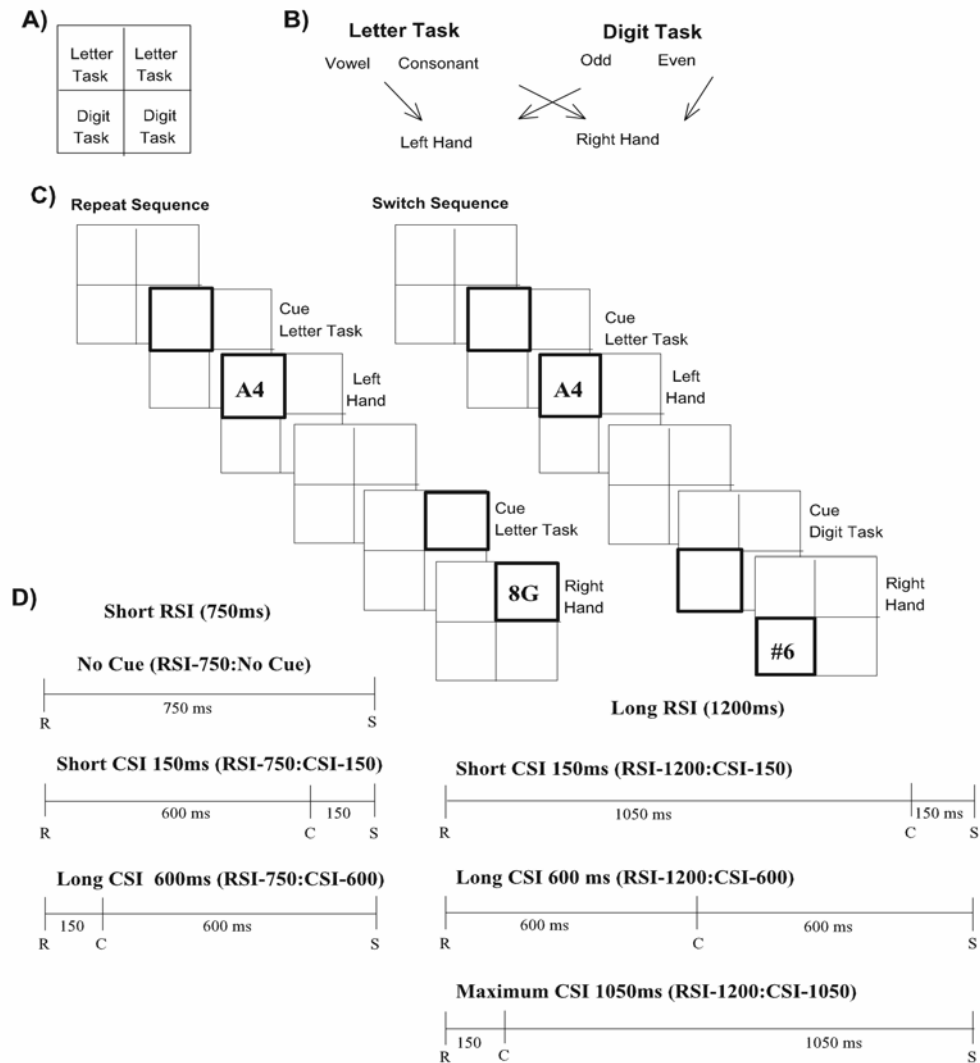 A)
Letter Task Letter Task
Digit Task Digit Task
B)
Letter Task Digit Task
Vowel Consonant Odd Even
Left Hand Right Hand
C)
Repeat Sequence
Cue
Letter Task
A4
Left
Hand
Cue
Letter Task
8G
Right
Hand
Switch Sequence
Cue
Letter Task
A4
Left
Hand
Cue
Digit Task
#6
Right
Hand
D)
Short RSI (750ms)
No Cue (RSI-750:No Cue)
750 ms
R S
Short CSI 150ms (RSI-750:CSI-150)
600 ms 150
R C S
Long CSI 600ms (RSI-750:CSI-600)
150 600 ms
R C S
Long RSI (1200ms)
Short CSI 150ms (RSI-1200:CSI-150)
1050 ms 150 ms
R C S
Long CSI 600 ms (RSI-1200:CSI-600)
600 ms 600 ms
R C S
Maximum CSI 1050ms (RSI-1200:CSI-1050)
150 1050 ms
R C S